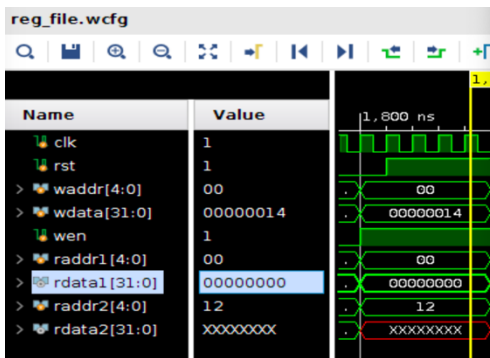 reg_file.wcfg
1,
Name Value 1,800 ns
clk 1
rst 1
waddr[4:0] 00 00
wdata[31:0] 00000014 00000014
wen 1
raddr1[4:0] 00 00
rdata1[31:0] 00000000 00000000
raddr2[4:0] 12 12
rdata2[31:0] XXXXXXXX XXXXXXXX